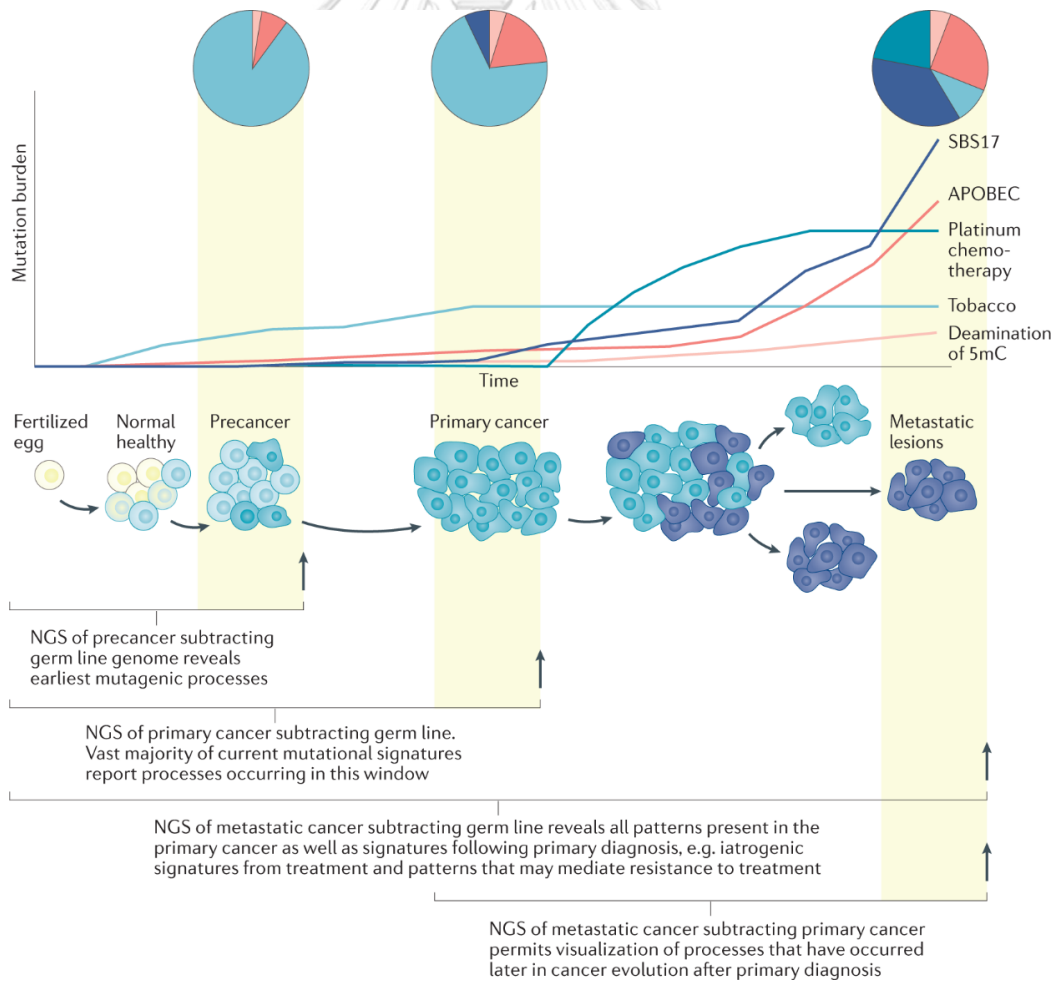 Mutation burden
SBS17
APOBEC
Platinum
chemo-
therapy
Tobacco
Deamination
of 5mC
Time
Fertilized
egg
Normal
healthy
Precancer
Primary cancer
Metastatic
lesions
NGS of precancer subtracting
germ line genome reveals
earliest mutagenic processes
NGS of primary cancer subtracting germ line.
Vast majority of current mutational signatures
report processes occurring in this window
NGS of metastatic cancer subtracting germ line reveals all patterns present in the
primary cancer as well as signatures following primary diagnosis, e.g. iatrogenic
signatures from treatment and patterns that may mediate resistance to treatment
NGS of metastatic cancer subtracting primary cancer
permits visualization of processes that have occurred
later in cancer evolution after primary diagnosis